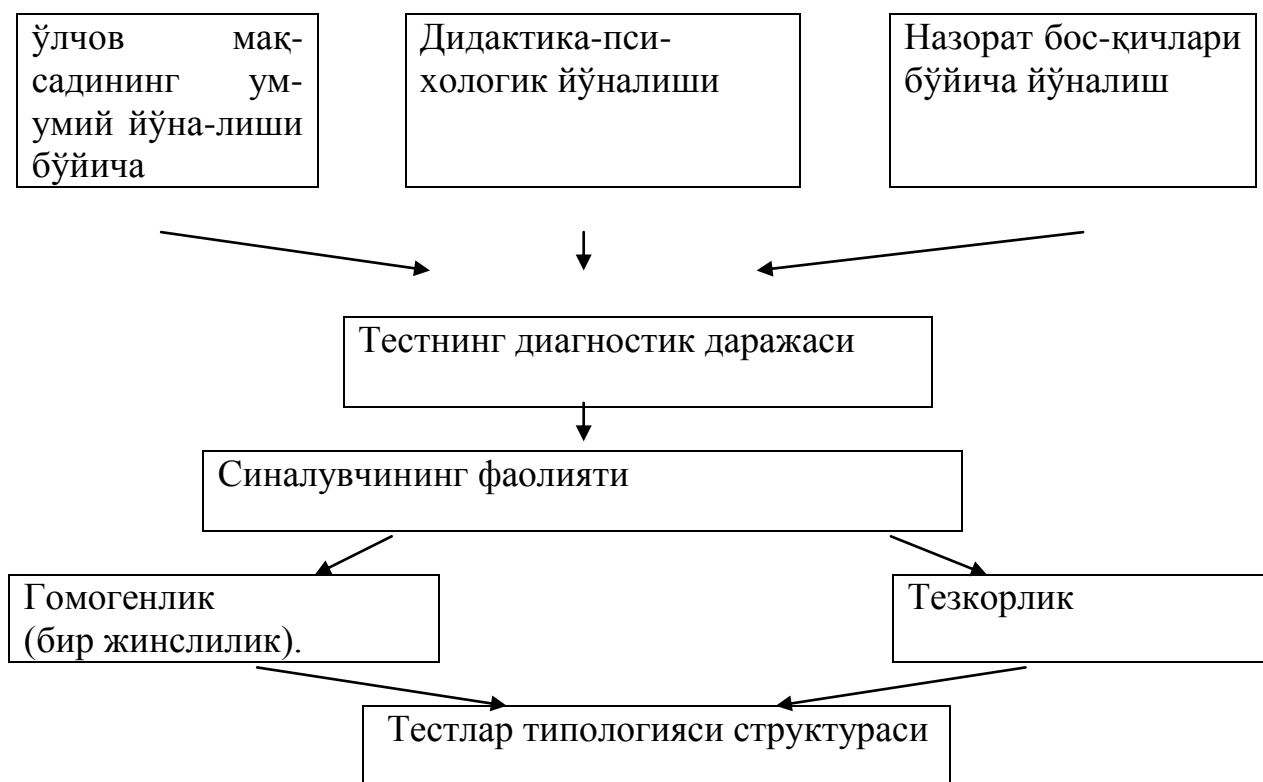 ўлчов мақ-
садининг ум-
умий йўна-лиши
бўйича
Дидактика-пси-
хологик йўналиши
Назорат бос-қичлари
бўйича йўналиш
Тестнинг диагностик даражаси
Синалувчининг фаолияти
Гомогенлик
(бир жинслилик).
Тезкорлик
Тестлар типологияси структураси